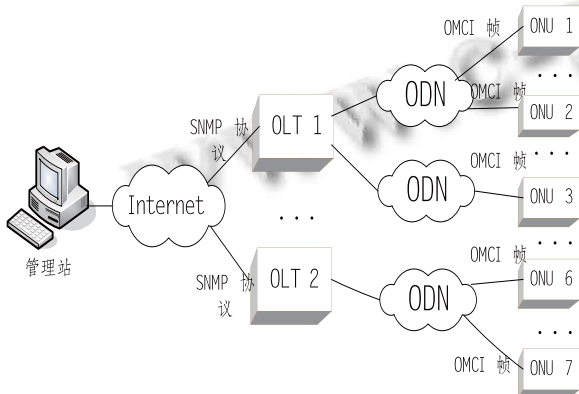 OMCI 帧
ONU 1
...
ODN
OMCI 帧
ONU 2
SNMP 协
议
OLT 1
OMCI 帧
...
ODN
ONU 3
Internet
...
管理站
...
OMCI 帧
ONU 6
SNMP 协
议
OLT 2
ODN
...
OMCI 帧
ONU 7